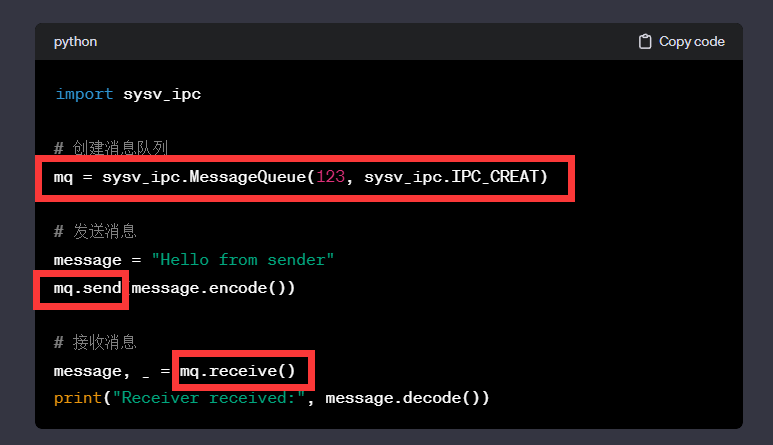 python
Copy code
import sysv_ipc
# 创建消息队列
mq = sysv_ipc.MessageQueue(123, sysv_ipc.IPC_CREAT)
# 发送消息
message = "Hello from sender"
mq.send message.encode())
# 接收消息
message, _ = mq.receive()
print("Receiver received:", message.decode())